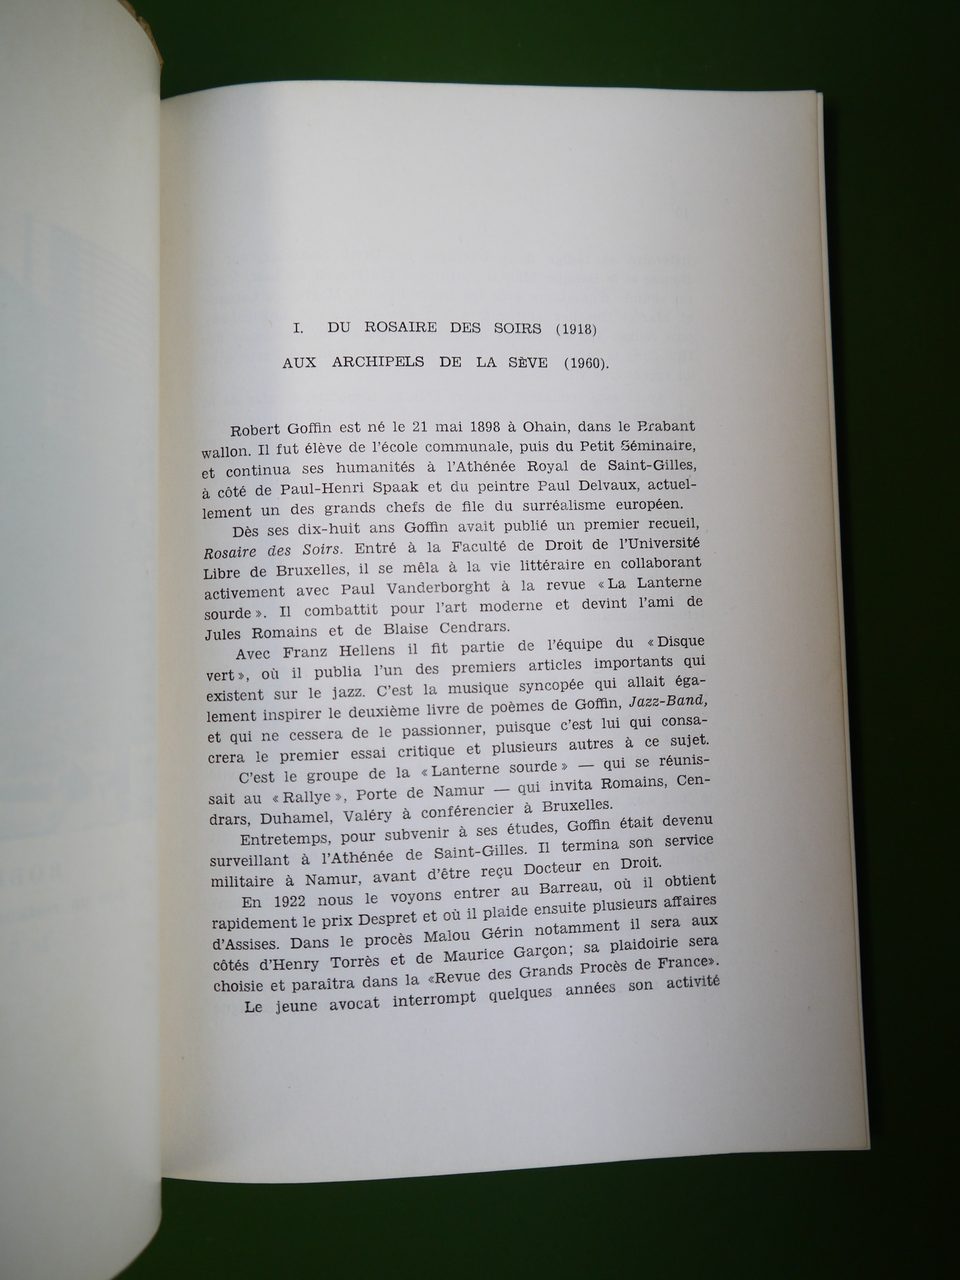 I. DU ROSAIRE DES SOIRS (1918)
AUX ARCHIPELS DE LA SÈVE (1960).
Robert Goffin est né le 21 mai 1898 à Ohain, dans le Brabant
wallon. Il fut élève de l'école communale, puis du Petit Séminaire,
et continua ses humanités à l'Athénée Royal de Saint-Gilles,
à côté de Paul-Henri Spaak et du peintre Paul Delvaux, actuel-
lement un des grands chefs de file du surréalisme européen.
Dès ses dix-huit ans Goffin avait publié un premier recueil,
Rosaire des Soirs. Entré à la Faculté de Droit de l'Université
Libre de Bruxelles, il se mêla à la vie littéraire en collaborant
activement avec Paul Vanderborght à la revue « La Lanterne
sourde ». Il combattit pour l'art moderne et devint l'ami de
Jules Romains et de Blaise Cendrars.
Avec Franz Hellens il fit partie de l'équipe du « Disque
vert », où il publia l'un des premiers articles importants qui
existent sur le jazz. C'est la musique syncopée qui allait éga-
lement inspirer le deuxième livre de poèmes de Goffin, Jazz-Band,
et qui ne cessera de le passionner, puisque c'est lui qui consa-
crera le premier essai critique et plusieurs autres à ce sujet.
C'est le groupe de la « Lanterne sourde » — qui se réunis-
sait au « Rallye », Porte de Namur — qui invita Romains, Cen-
drars, Duhamel, Valéry à conférencier à Bruxelles.
Entretemps, pour subvenir à ses études, Goffin était devenu
surveillant à l'Athénée de Saint-Gilles. Il termina son service
militaire à Namur, avant d'être reçu Docteur en Droit.
En 1922 nous le voyons entrer au Barreau, où il obtient
rapidement le prix Despret et où il plaide ensuite plusieurs affaires
d'Assises. Dans le procès Malou Gérin notamment il sera aux
côtés d'Henry Torrès et de Maurice Garçon; sa plaidoirie sera
choisie et paraîtra dans la «Revue des Grands Procès de France».
Le jeune avocat interrompt quelques années son activité